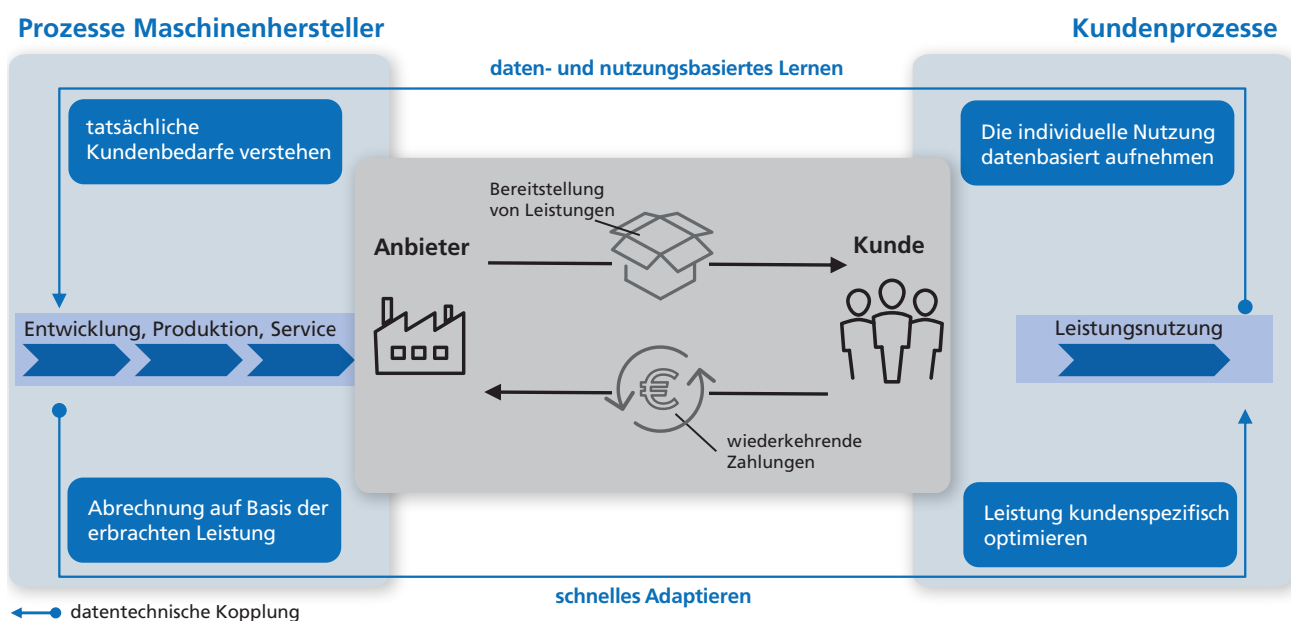 Prozesse Maschinenhersteller
Kundenprozesse
daten- und nutzungsbasiertes Lernen
tatsächliche
Kundenbedarfe verstehen
Die individuelle Nutzung
datenbasiert aufnehmen
Bereitstellung
von Leistungen
Anbieter
Kunde
Entwicklung, Produktion, Service
Leistungsnutzung
€
wiederkehrende
Zahlungen
Abrechnung auf Basis der
erbrachten Leistung
Leistung kundenspezifisch
optimieren
schnelles Adaptieren
datentechnische Kopplung